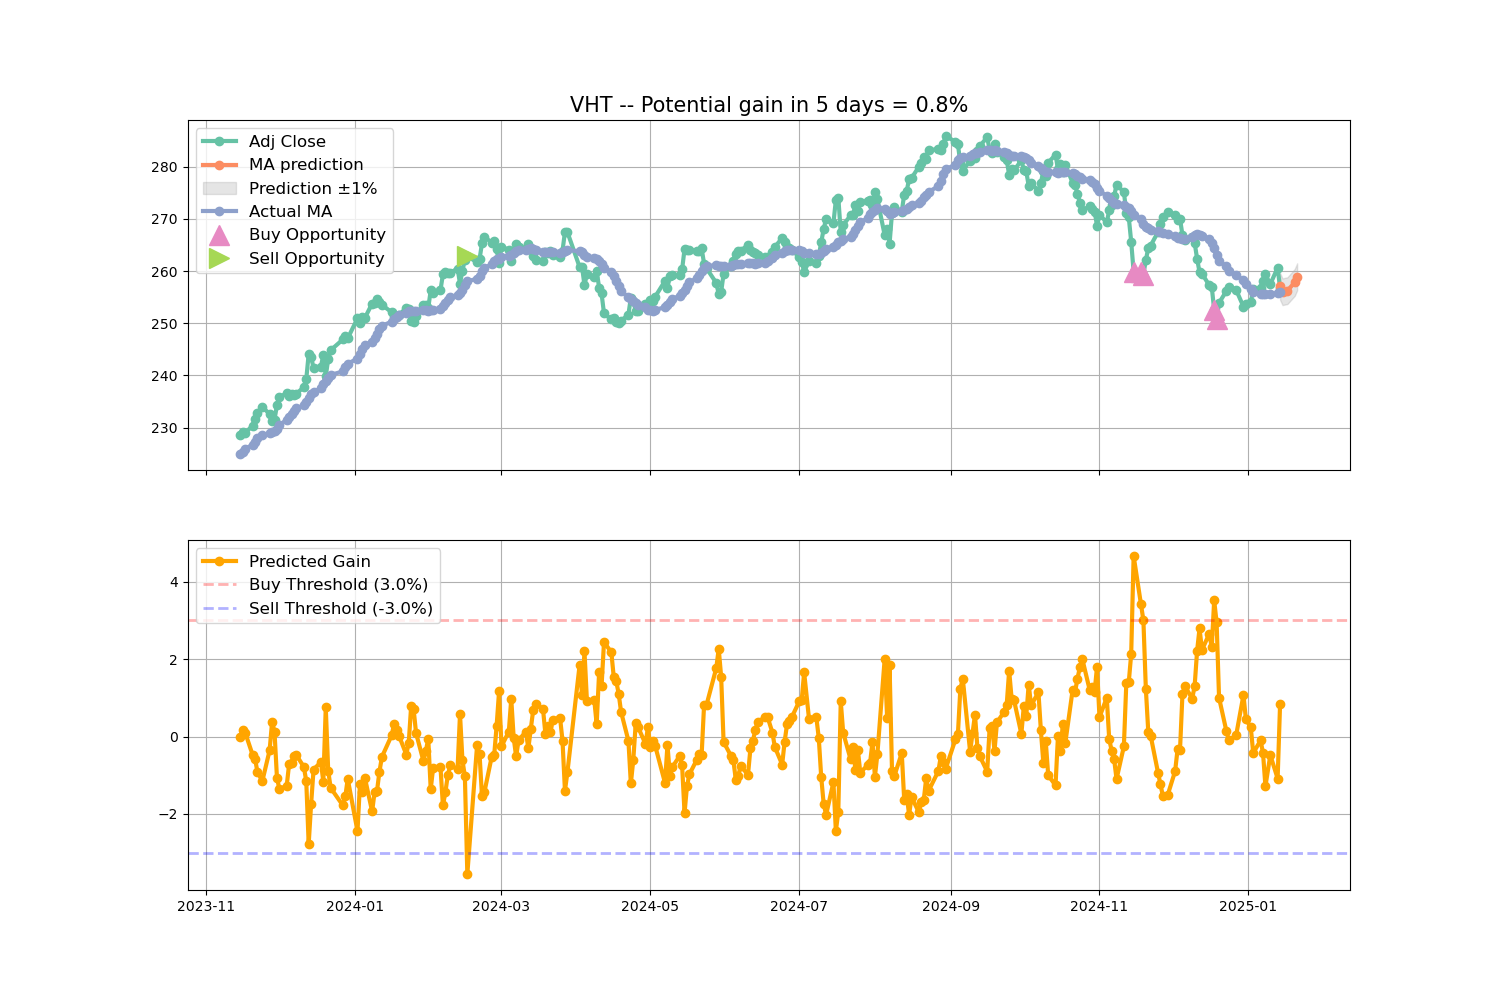 VHT -- Potential gain in 5 days = 0.8%
Adj Close
MA prediction
Prediction ±1%
Actual MA
Buy Opportunity
Sell Opportunity
280
270
260
250
240
230
Predicted Gain
Buy Threshold (3.0%)
Sell Threshold (-3.0%)
4
2
0
−2
2023-11 2024-01 2024-03 2024-05 2024-07 2024-09 2024-11 2025-01